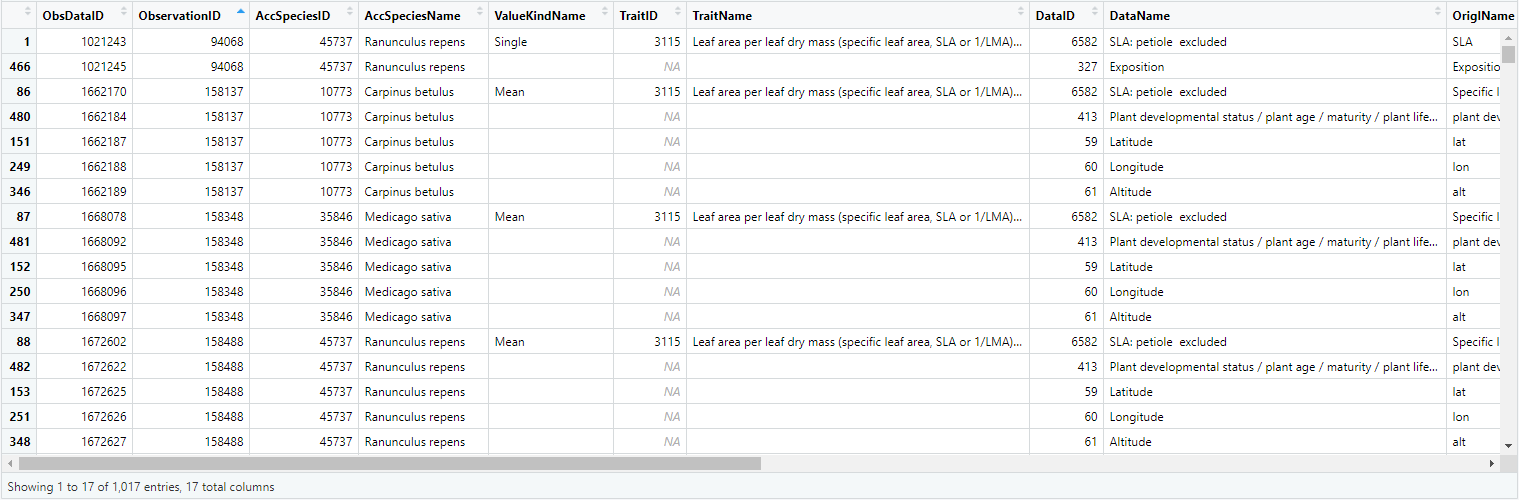 ObsDataID ObservationID AccSpeciesID AccSpeciesName ValueKindName TraitID TraitName DataID DataName OriglName
1 1021243 94068 45737 Ranunculus repens Single 3115 Leaf area per leaf dry mass (specific leaf area, SLA or 1/LMA)... 6582 SLA: petiole excluded SLA
466 1021245 94068 45737 Ranunculus repens NA 327 Exposition Expositio
86 1662170 158137 10773 Carpinus betulus Mean 3115 Leaf area per leaf dry mass (specific leaf area, SLA or 1/LMA)... 6582 SLA: petiole excluded Specific l
480 1662184 158137 10773 Carpinus betulus NA 413 Plant developmental status / plant age / maturity / plant life... plant dev
151 1662187 158137 10773 Carpinus betulus NA 59 Latitude lat
249 1662188 158137 10773 Carpinus betulus NA 60 Longitude lon
346 1662189 158137 10773 Carpinus betulus NA 61 Altitude alt
87 1668078 158348 35846 Medicago sativa Mean 3115 Leaf area per leaf dry mass (specific leaf area, SLA or 1/LMA)... 6582 SLA: petiole excluded Specific l
481 1668092 158348 35846 Medicago sativa NA 413 Plant developmental status / plant age / maturity / plant life... plant dev
152 1668095 158348 35846 Medicago sativa NA 59 Latitude lat
250 1668096 158348 35846 Medicago sativa NA 60 Longitude lon
347 1668097 158348 35846 Medicago sativa NA 61 Altitude alt
88 1672602 158488 45737 Ranunculus repens Mean 3115 Leaf area per leaf dry mass (specific leaf area, SLA or 1/LMA)... 6582 SLA: petiole excluded Specific l
482 1672622 158488 45737 Ranunculus repens NA 413 Plant developmental status / plant age / maturity / plant life... plant dev
153 1672625 158488 45737 Ranunculus repens NA 59 Latitude lat
251 1672626 158488 45737 Ranunculus repens NA 60 Longitude lon
348 1672627 158488 45737 Ranunculus repens NA 61 Altitude alt
Showing 1 to 17 of 1,017 entries, 17 total columns